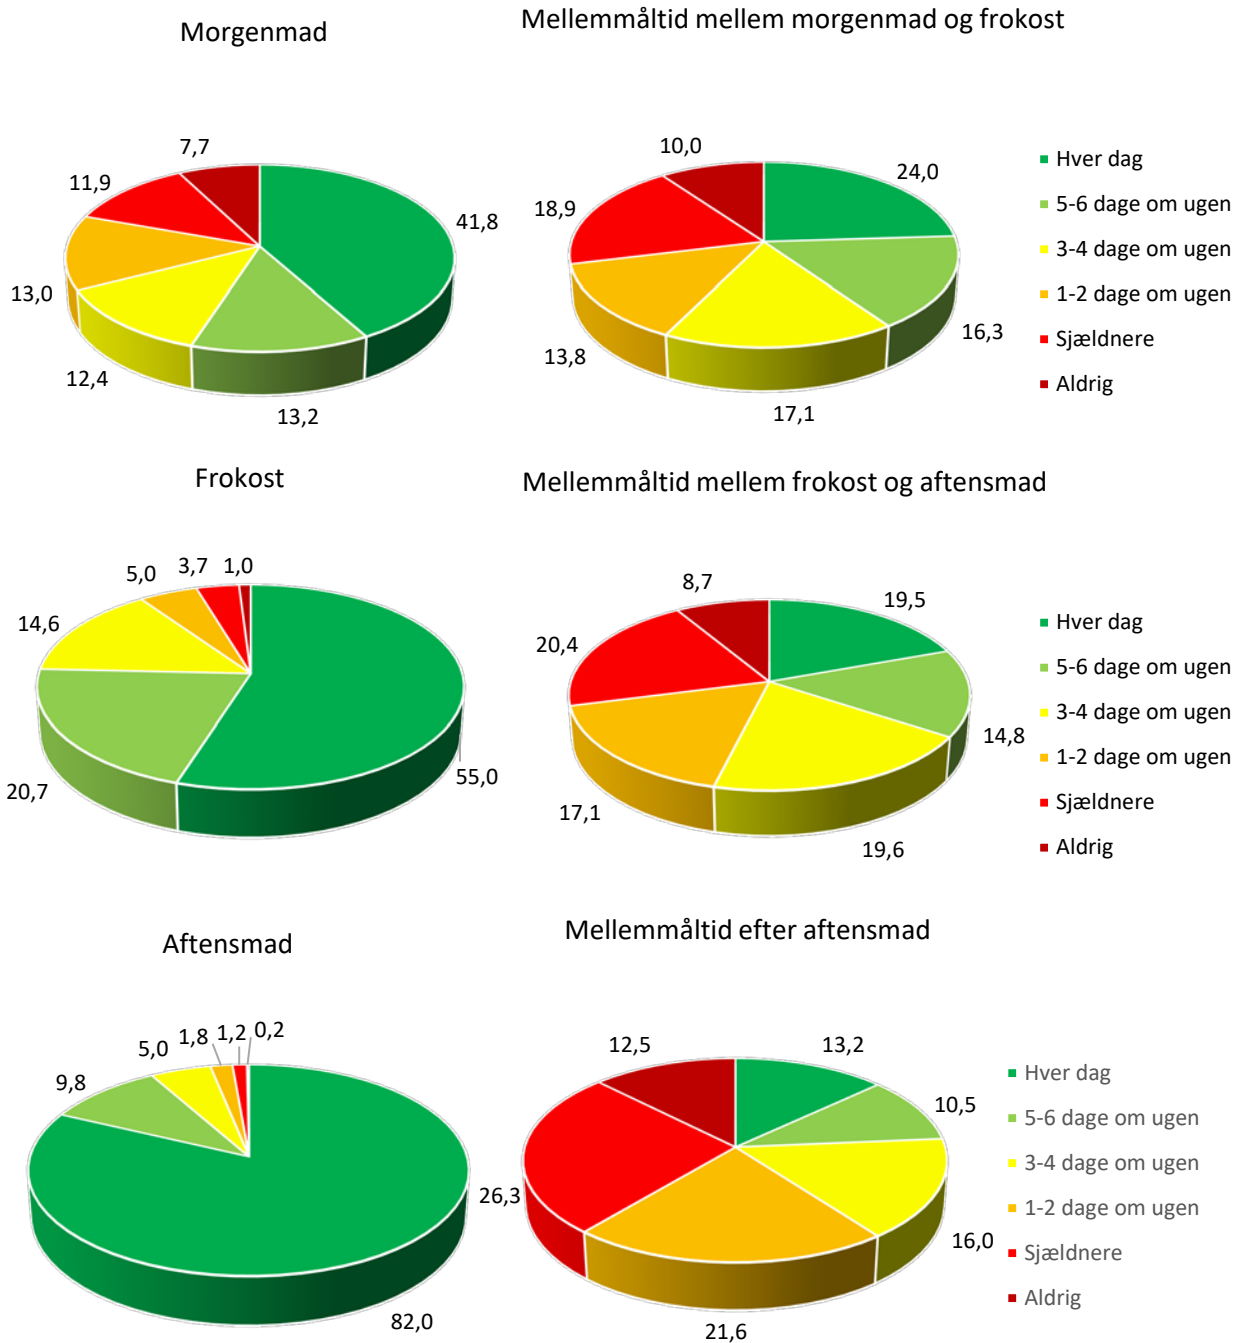 Morgenmad
Mellemmåltid mellem morgenmad og frokost
7,7
11,9
41,8
13,0
12,4
13,2
10,0
24,0
18,9
16,3
13,8
17,1
Hver dag
5-6 dage om ugen
3-4 dage om ugen
1-2 dage om ugen
Sjældnere
Aldrig
Frokost
Mellemmåltid mellem frokost og aftensmad
5,0
3,7
1,0
14,6
20,7
55,0
8,7
19,5
20,4
14,8
17,1
19,6
Hver dag
5-6 dage om ugen
3-4 dage om ugen
1-2 dage om ugen
Sjældnere
Aldrig
Aftensmad
Mellemmåltid efter aftensmad
5,0
1,8
1,2
0,2
9,8
82,0
12,5
13,2
10,5
26,3
16,0
21,6
Hver dag
5-6 dage om ugen
3-4 dage om ugen
1-2 dage om ugen
Sjældnere
Aldrig